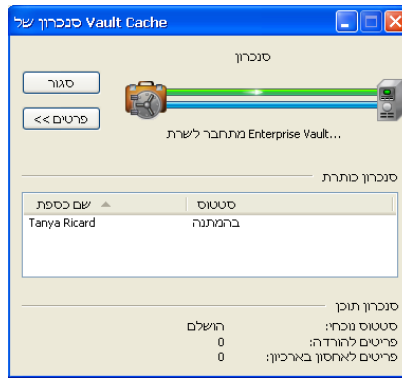 סנכרון של Vault Cache
סנכרון
סגור
פרטים >>
מתחבר לשרת Enterprise Vault...
סנכרון כותרת
שם כספת סטטוס
Tanya Ricard בהמתנה
סנכרון תוכן
סטטוס נוכחי: הושלם
פריטים להורדה: 0
פריטים לאחסון בארכיון: 0